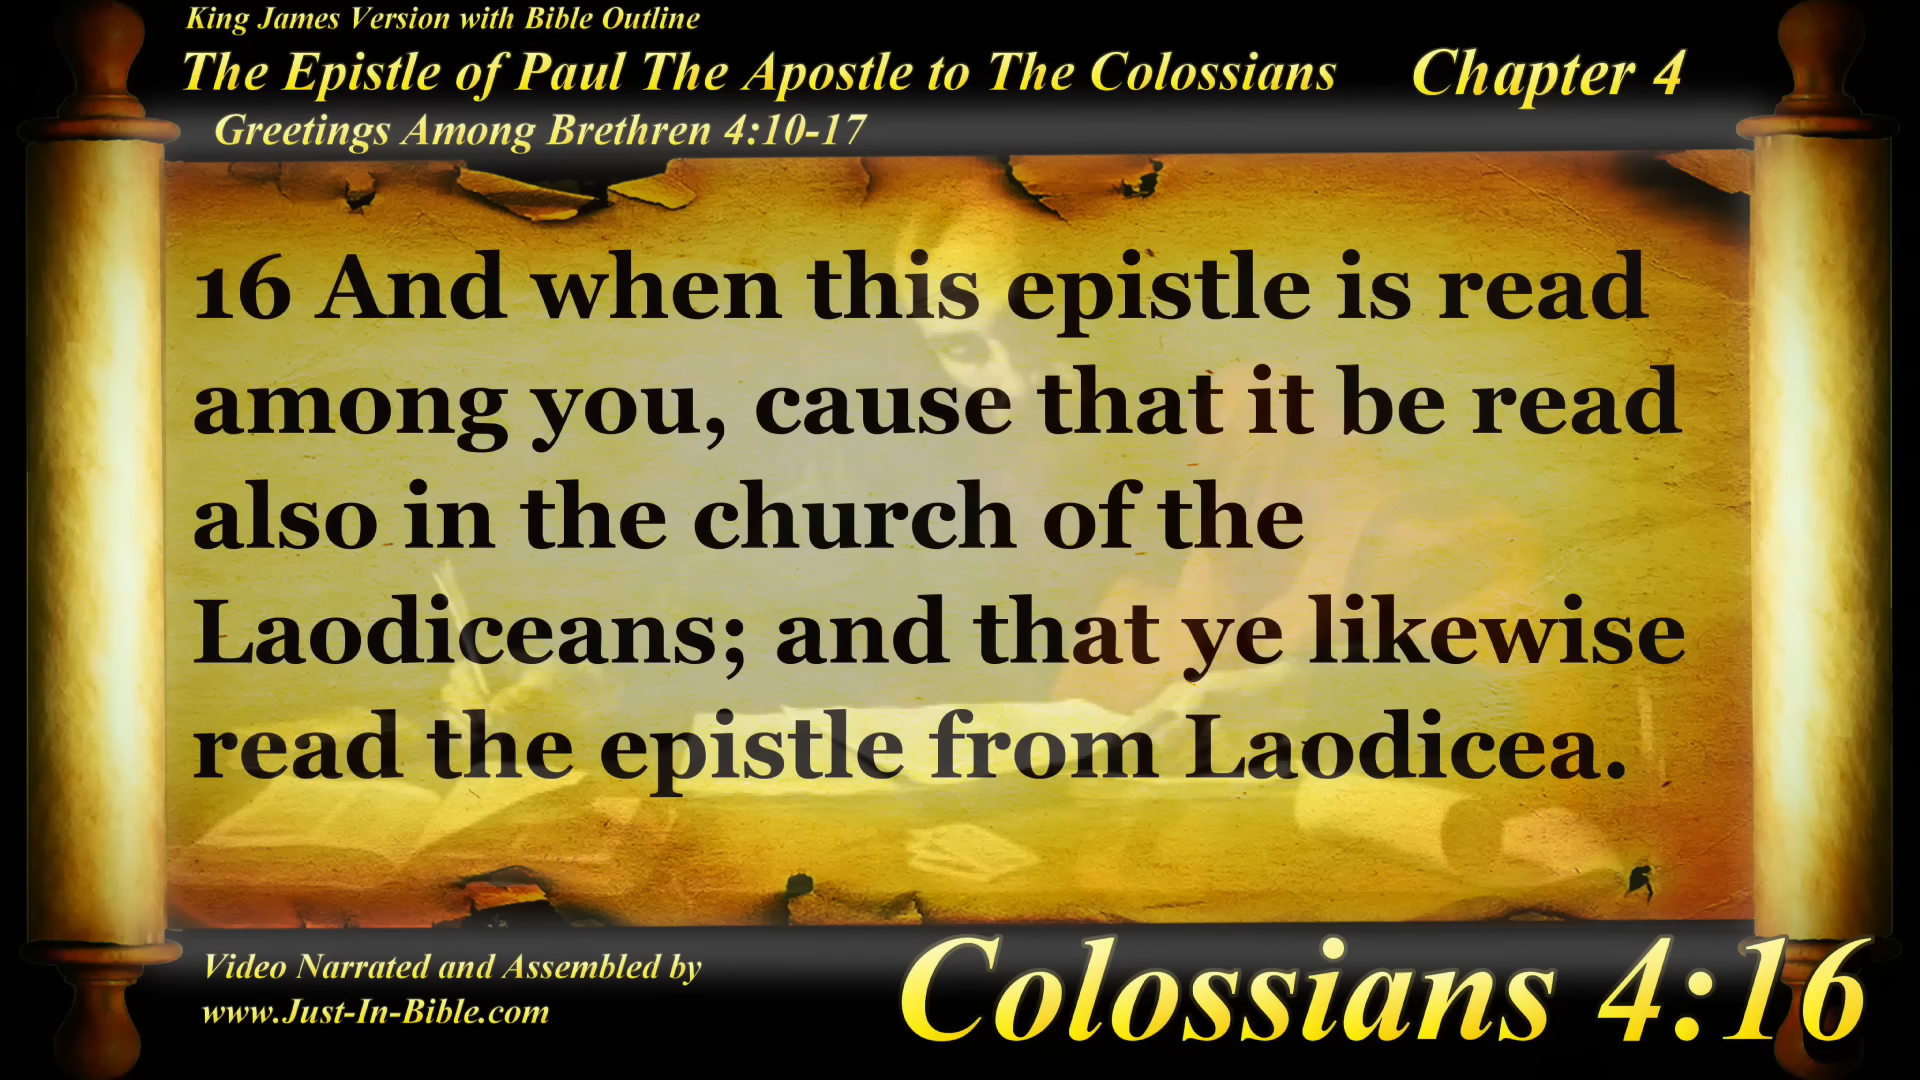 King James Version with Bible Outline
The Epistle of Paul The Apostle to The Colossians Chapter 4
Greetings Among Brethren 4:10-17
16 And when this epistle is read
among you, cause that it be read
also in the church of the
Laodiceans; and that ye likewise
read the epistle from Laodicea.
Video Narrated and Assembled by
www.Just-In-Bible.com
Colossians 4:16